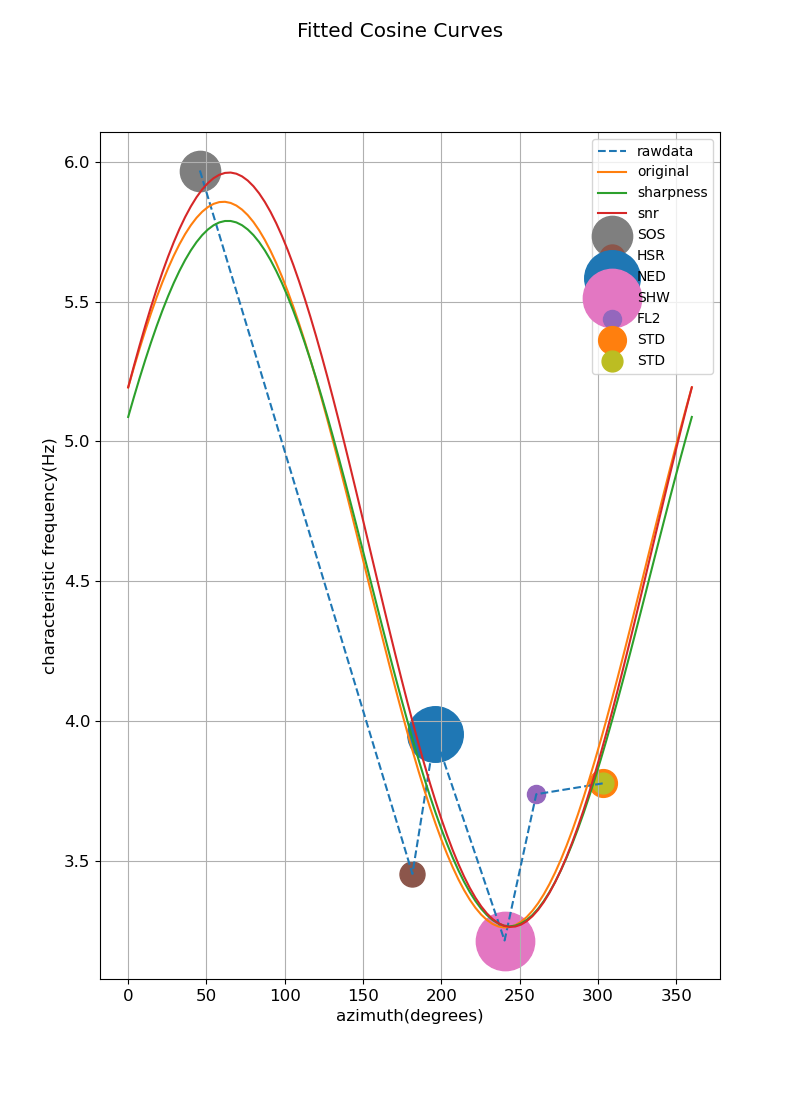 Fitted Cosine Curves
6.0
5.5
5.0
4.5
4.0
3.5
characteristic frequency(Hz)
rawdata
original
sharpness
snr
SOS
HSR
NED
SHW
FL2
STD
STD
0 50 100 150 200 250 300 350
azimuth(degrees)